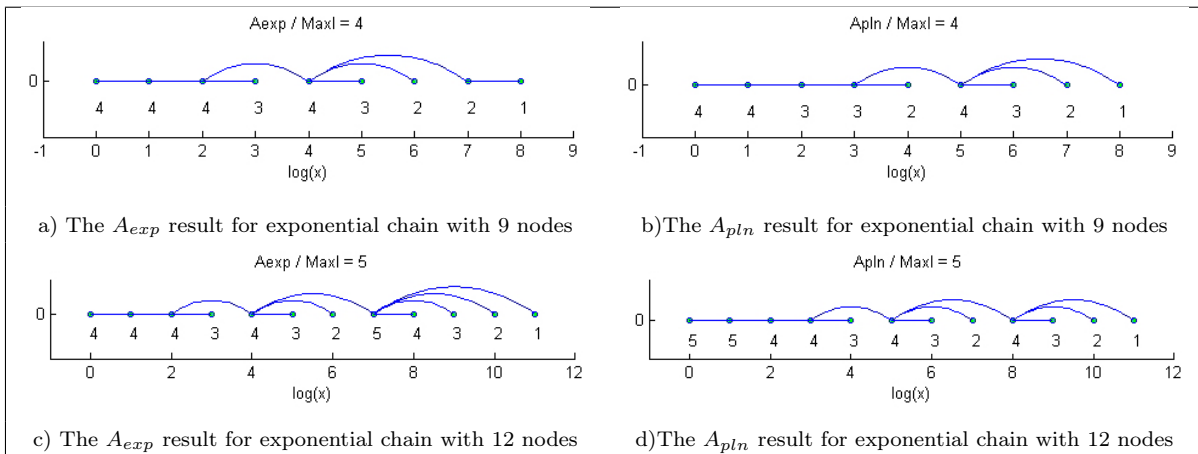 Aexp / MaxI = 4
0
4 4 4 3 4 3 2 2 1
-1 0 1 2 3 4 5 6 7 8 9
log(x)
a) The A_exp result for exponential chain with 9 nodes
Apln / MaxI = 4
0
4 4 3 3 2 4 3 2 1
-1 0 1 2 3 4 5 6 7 8 9
log(x)
b)The A_pln result for exponential chain with 9 nodes
Aexp / MaxI = 5
0
4 4 4 3 4 3 2 5 4 3 2 1
0 2 4 6 8 10 12
log(x)
c) The A_exp result for exponential chain with 12 nodes
Apln / MaxI = 5
0
5 5 4 4 3 4 3 2 4 3 2 1
0 2 4 6 8 10 12
log(x)
d)The A_pln result for exponential chain with 12 nodes